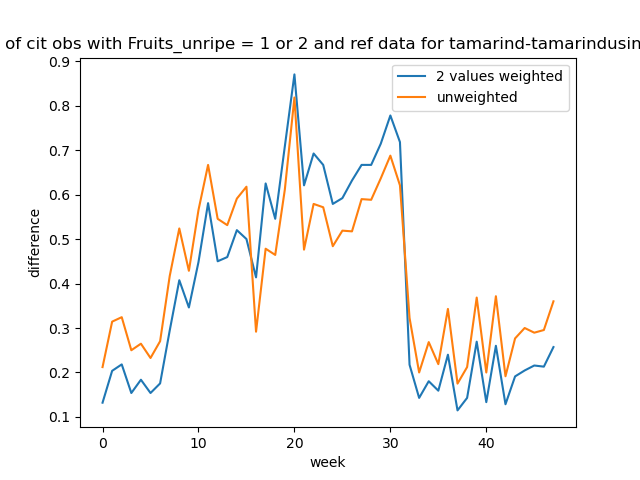 of cit obs with Fruits_unripe = 1 or 2 and ref data for tamarind-tamarindusin
0.9
0.8
0.7
0.6
0.5
0.4
0.3
0.2
0.1
difference
2 values weighted
unweighted
0 10 20 30 40
week